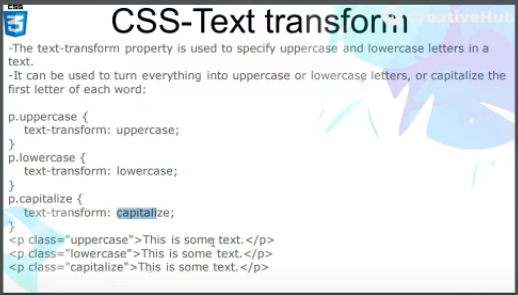 CSS
3
CSS-Text transform
CreativeHub
-The text-transform property is used to specify uppercase and lowercase letters in a
text.
-It can be used to turn everything into uppercase or lowercase letters, or capitalize the
first letter of each word:
p.uppercase {
    text-transform: uppercase;
}
p.lowercase {
    text-transform: lowercase;
}
p.capitalize {
    text-transform: capitalize;
}
<p class="uppercase">This is some text.</p>
<p class="lowercase">This is some text.</p>
<p class="capitalize">This is some text.</p>